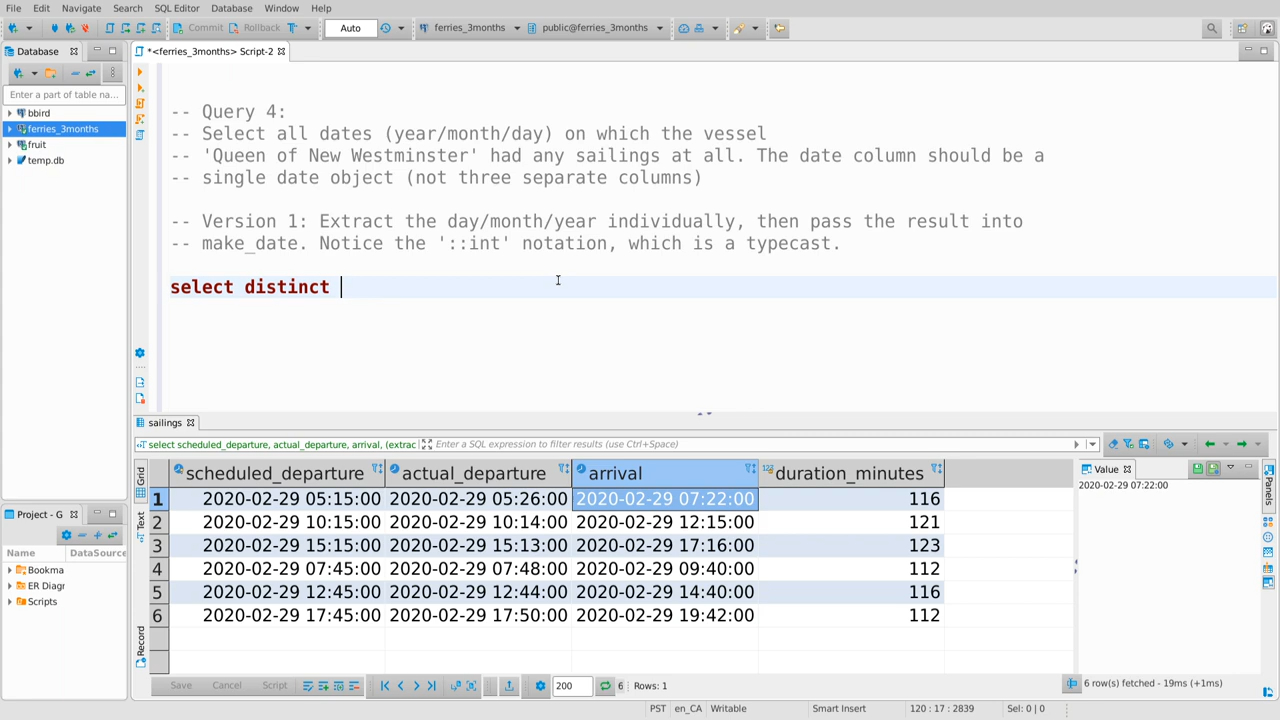 File Edit Navigate Search SQL Editor Database Window Help
Commit Rollback Auto ferries_3months public@ferries_3months
Database
*<ferries_3months> Script-2
Enter a part of table na...
bbird
ferries_3months
fruit
temp.db
-- Query 4:
-- Select all dates (year/month/day) on which the vessel
-- 'Queen of New Westminster' had any sailings at all. The date column should be a
-- single date object (not three separate columns)
-- Version 1: Extract the day/month/year individually, then pass the result into
-- make_date. Notice the '::int' notation, which is a typecast.
select distinct
sailings
select scheduled_departure, actual_departure, arrival, (extrac Enter a SQL expression to filter results (use Ctrl+Space)
Grid
Text
Record
scheduled_departure actual_departure arrival 123 duration_minutes
1 2020-02-29 05:15:00 2020-02-29 05:26:00 2020-02-29 07:22:00 116
2 2020-02-29 10:15:00 2020-02-29 10:14:00 2020-02-29 12:15:00 121
3 2020-02-29 15:15:00 2020-02-29 15:13:00 2020-02-29 17:16:00 123
4 2020-02-29 07:45:00 2020-02-29 07:48:00 2020-02-29 09:40:00 112
5 2020-02-29 12:45:00 2020-02-29 12:44:00 2020-02-29 14:40:00 116
6 2020-02-29 17:45:00 2020-02-29 17:50:00 2020-02-29 19:42:00 112
Value
2020-02-29 07:22:00
Panels
Project - G
Name DataSource
Bookma
ER Diagr
Scripts
Save Cancel Script 200 6 Rows: 1
6 row(s) fetched - 19ms (+1ms)
PST en_CA Writable Smart Insert 120 : 17 : 2839 Sel: 0 | 0